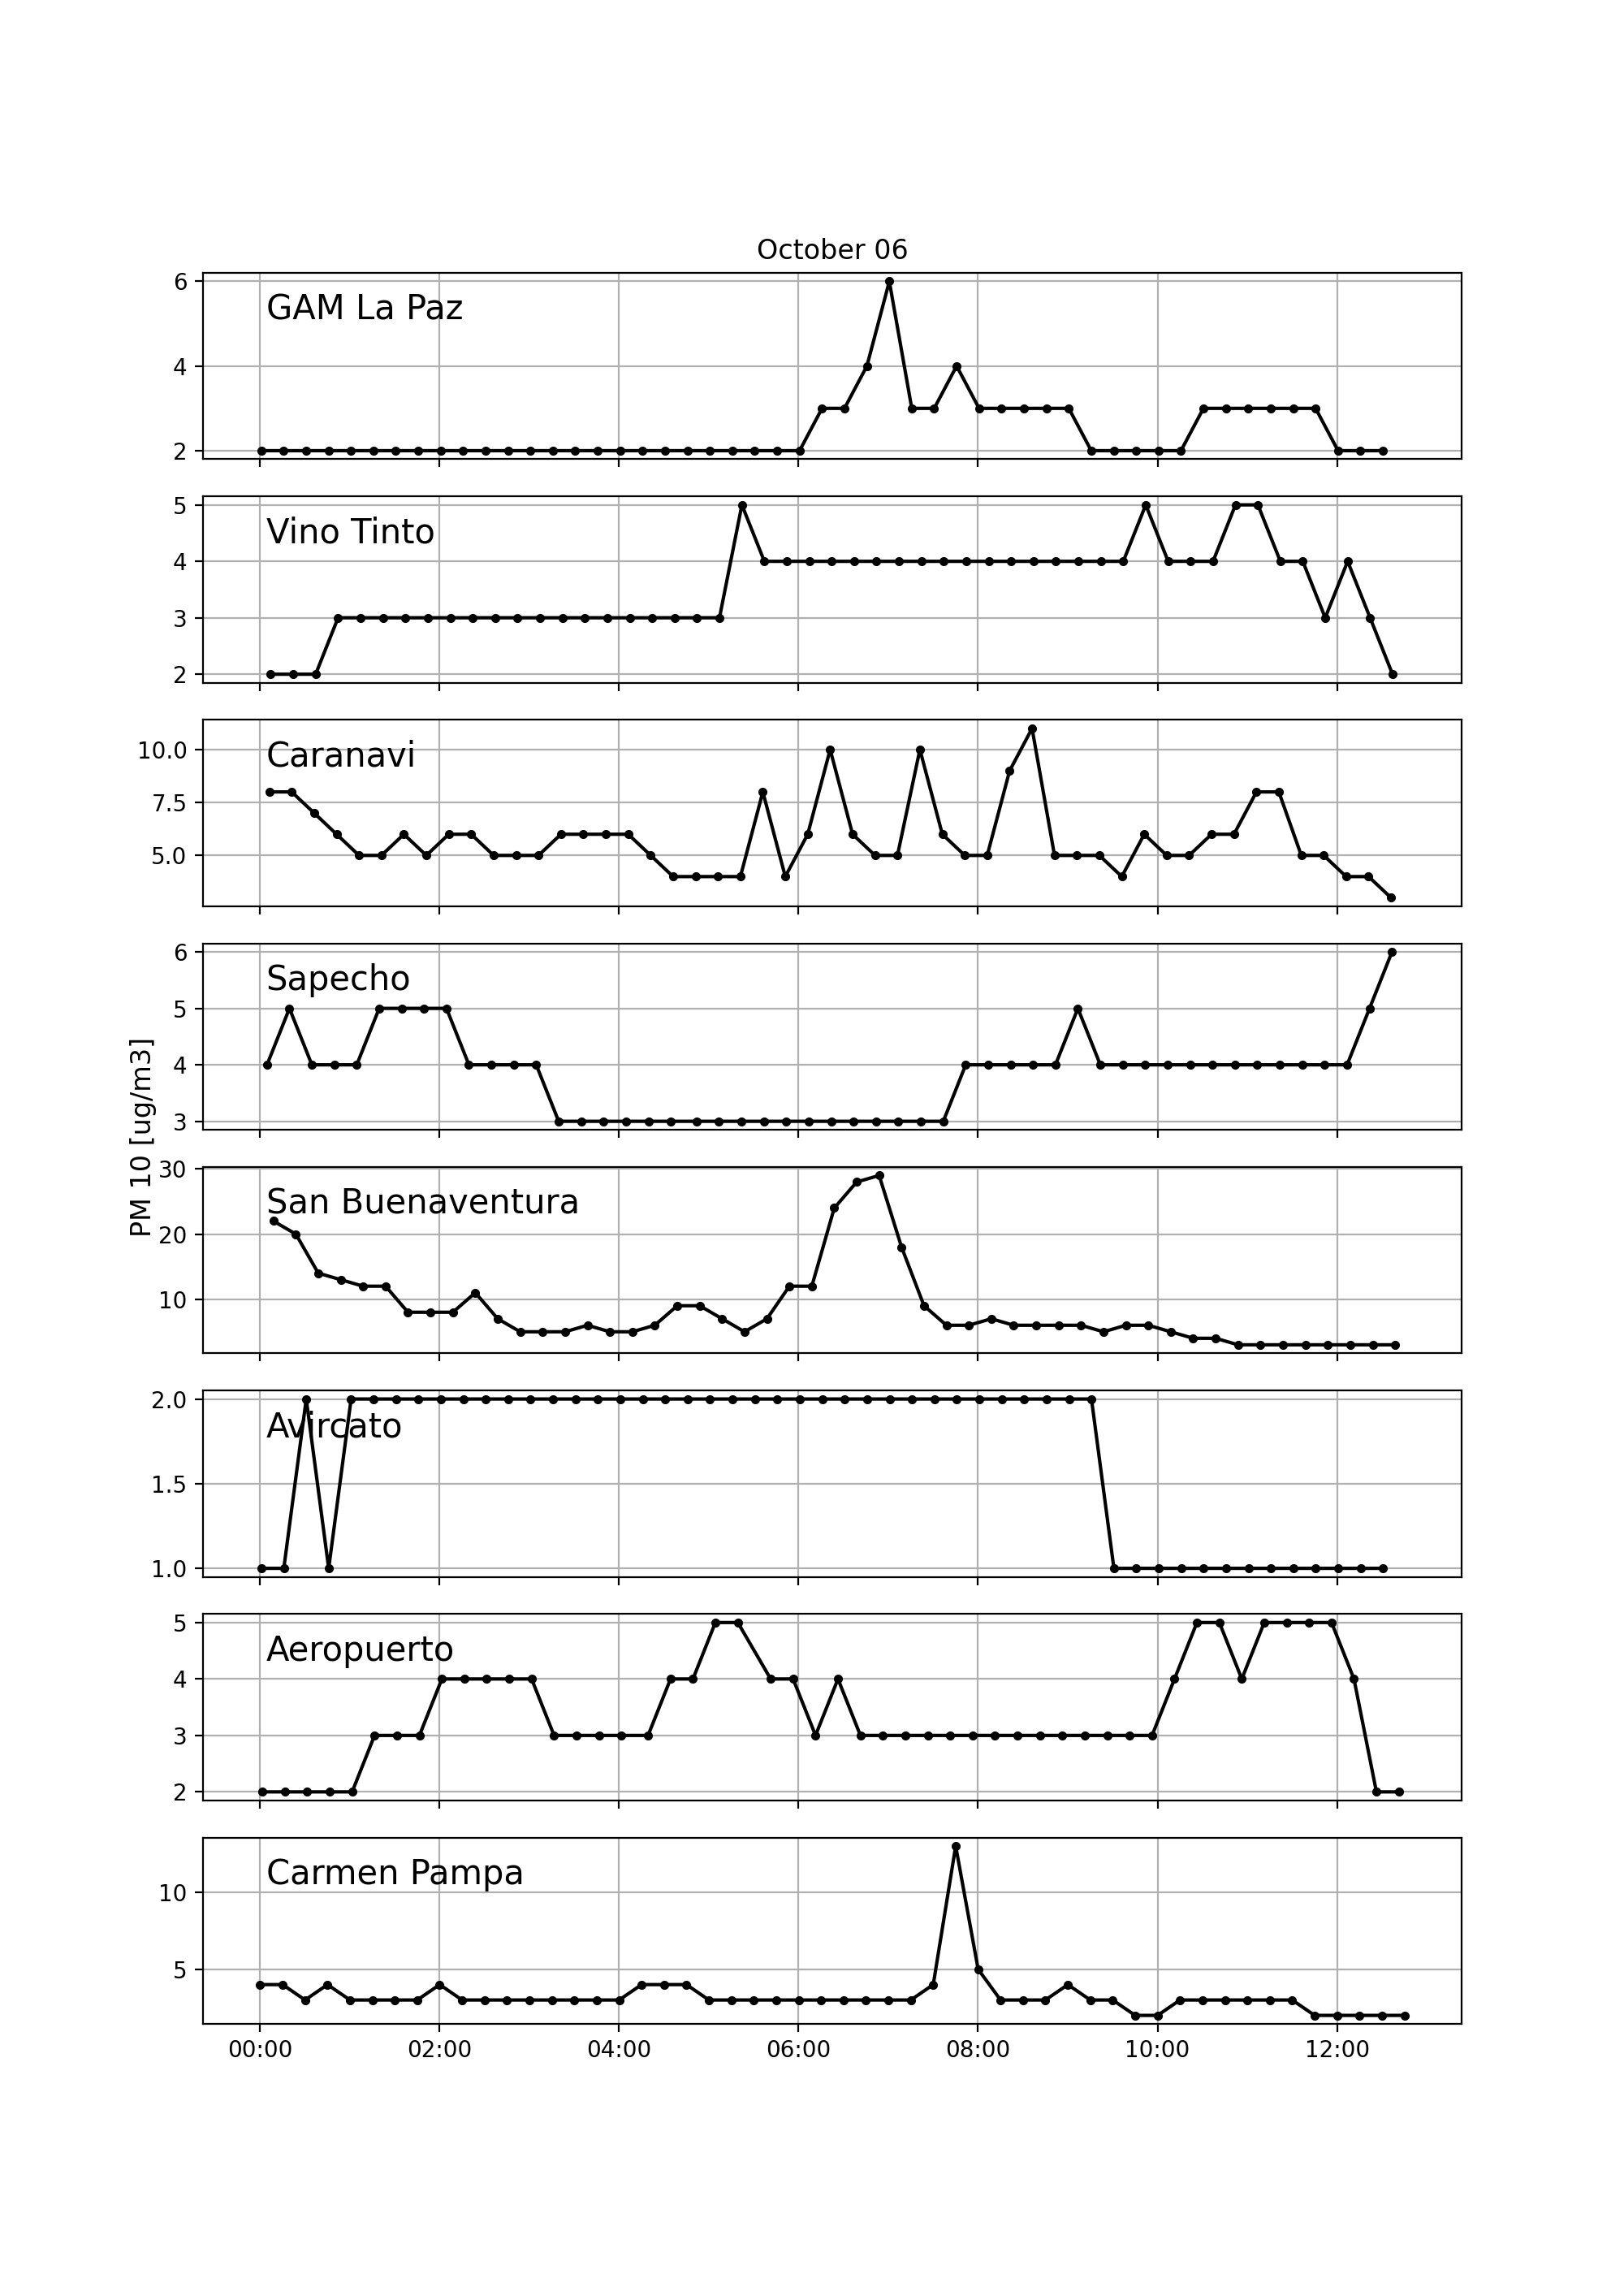 October 06
6
GAM La Paz
4
2
5
Vino Tinto
4
3
2
10.0
Caranavi
7.5
5.0
6
Sapecho
5
4
3
PM 10 [ug/m3]
30
San Buenaventura
20
10
2.0
Avircato
1.5
1.0
5
Aeropuerto
4
3
2
Carmen Pampa
10
5
00:00 02:00 04:00 06:00 08:00 10:00 12:00